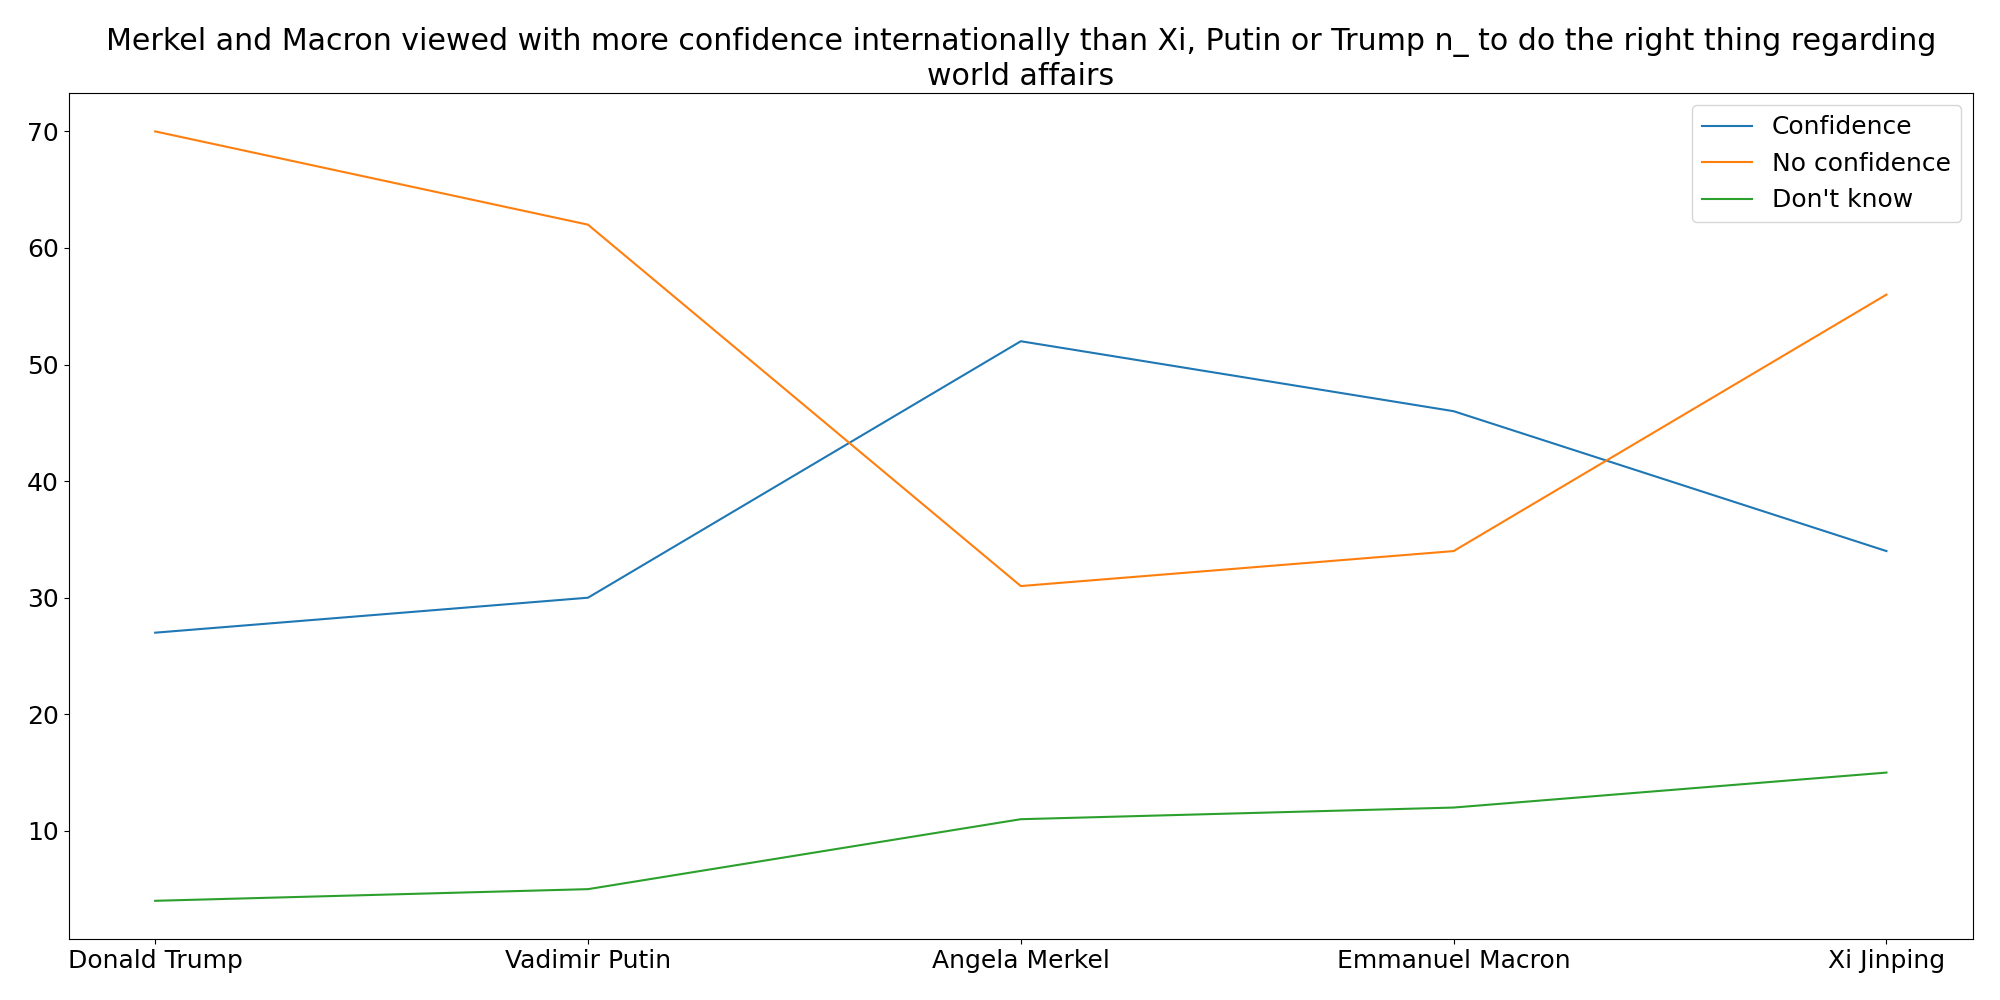 Merkel and Macron viewed with more confidence internationally than Xi, Putin or Trump n_ to do the right thing regarding
world affairs
Confidence
No confidence
Don't know
70
60
50
40
30
20
10
Donald Trump
Vadimir Putin
Angela Merkel
Emmanuel Macron
Xi Jinping